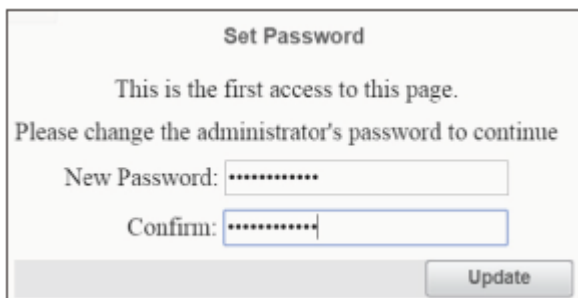 Set Password
This is the first access to this page.
Please change the administrator's password to continue
New Password: ••••••••••••
Confirm: ••••••••••••
Update